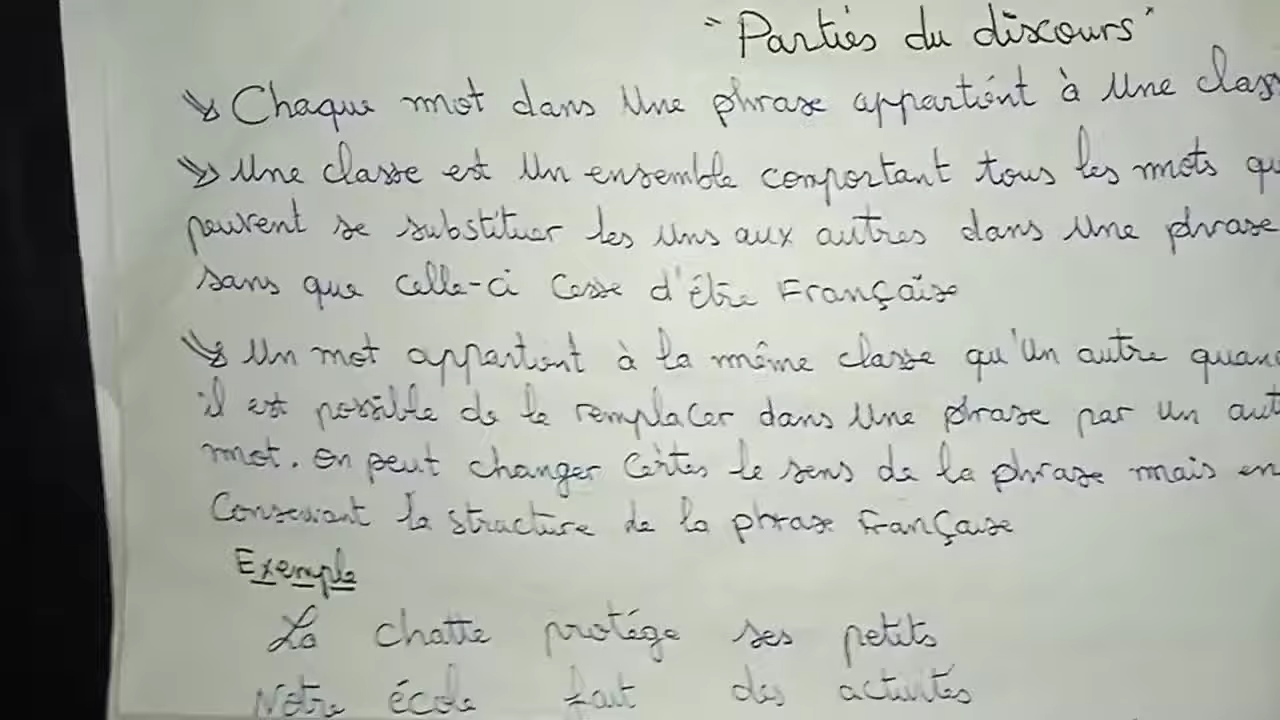 "Parties du discours"
Chaque mot dans une phrase appartient à une clas
Une classe est un ensemble comportant tous les mots qu
peuvent se substituer les uns aux autres dans une phrase
sans que celle-ci cesse d'être Française
Un mot appartient à la même classe qu'un autre quand
il est possible de le remplacer dans une phrase par un aut
mot. on peut changer certes le sens de la phrase mais en
Conservant la structure de la phrase française
Exemple
La chatte protège ses petits
Notre école fait des activités